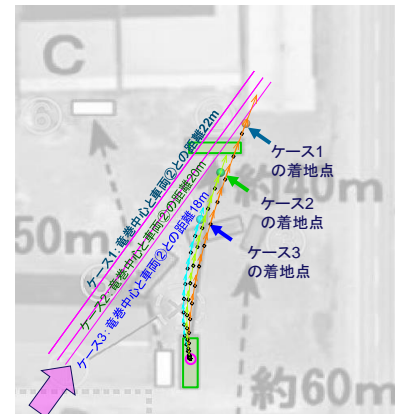 C
⑥
ケース1：竜巻中心と車両②との距離22m
ケース2：竜巻中心と車両②の距離20m
ケース3：竜巻中心と車両②との距離18m
ケース1
の着地点
約40m
ケース2
の着地点
50m
ケース3
の着地点
約60m